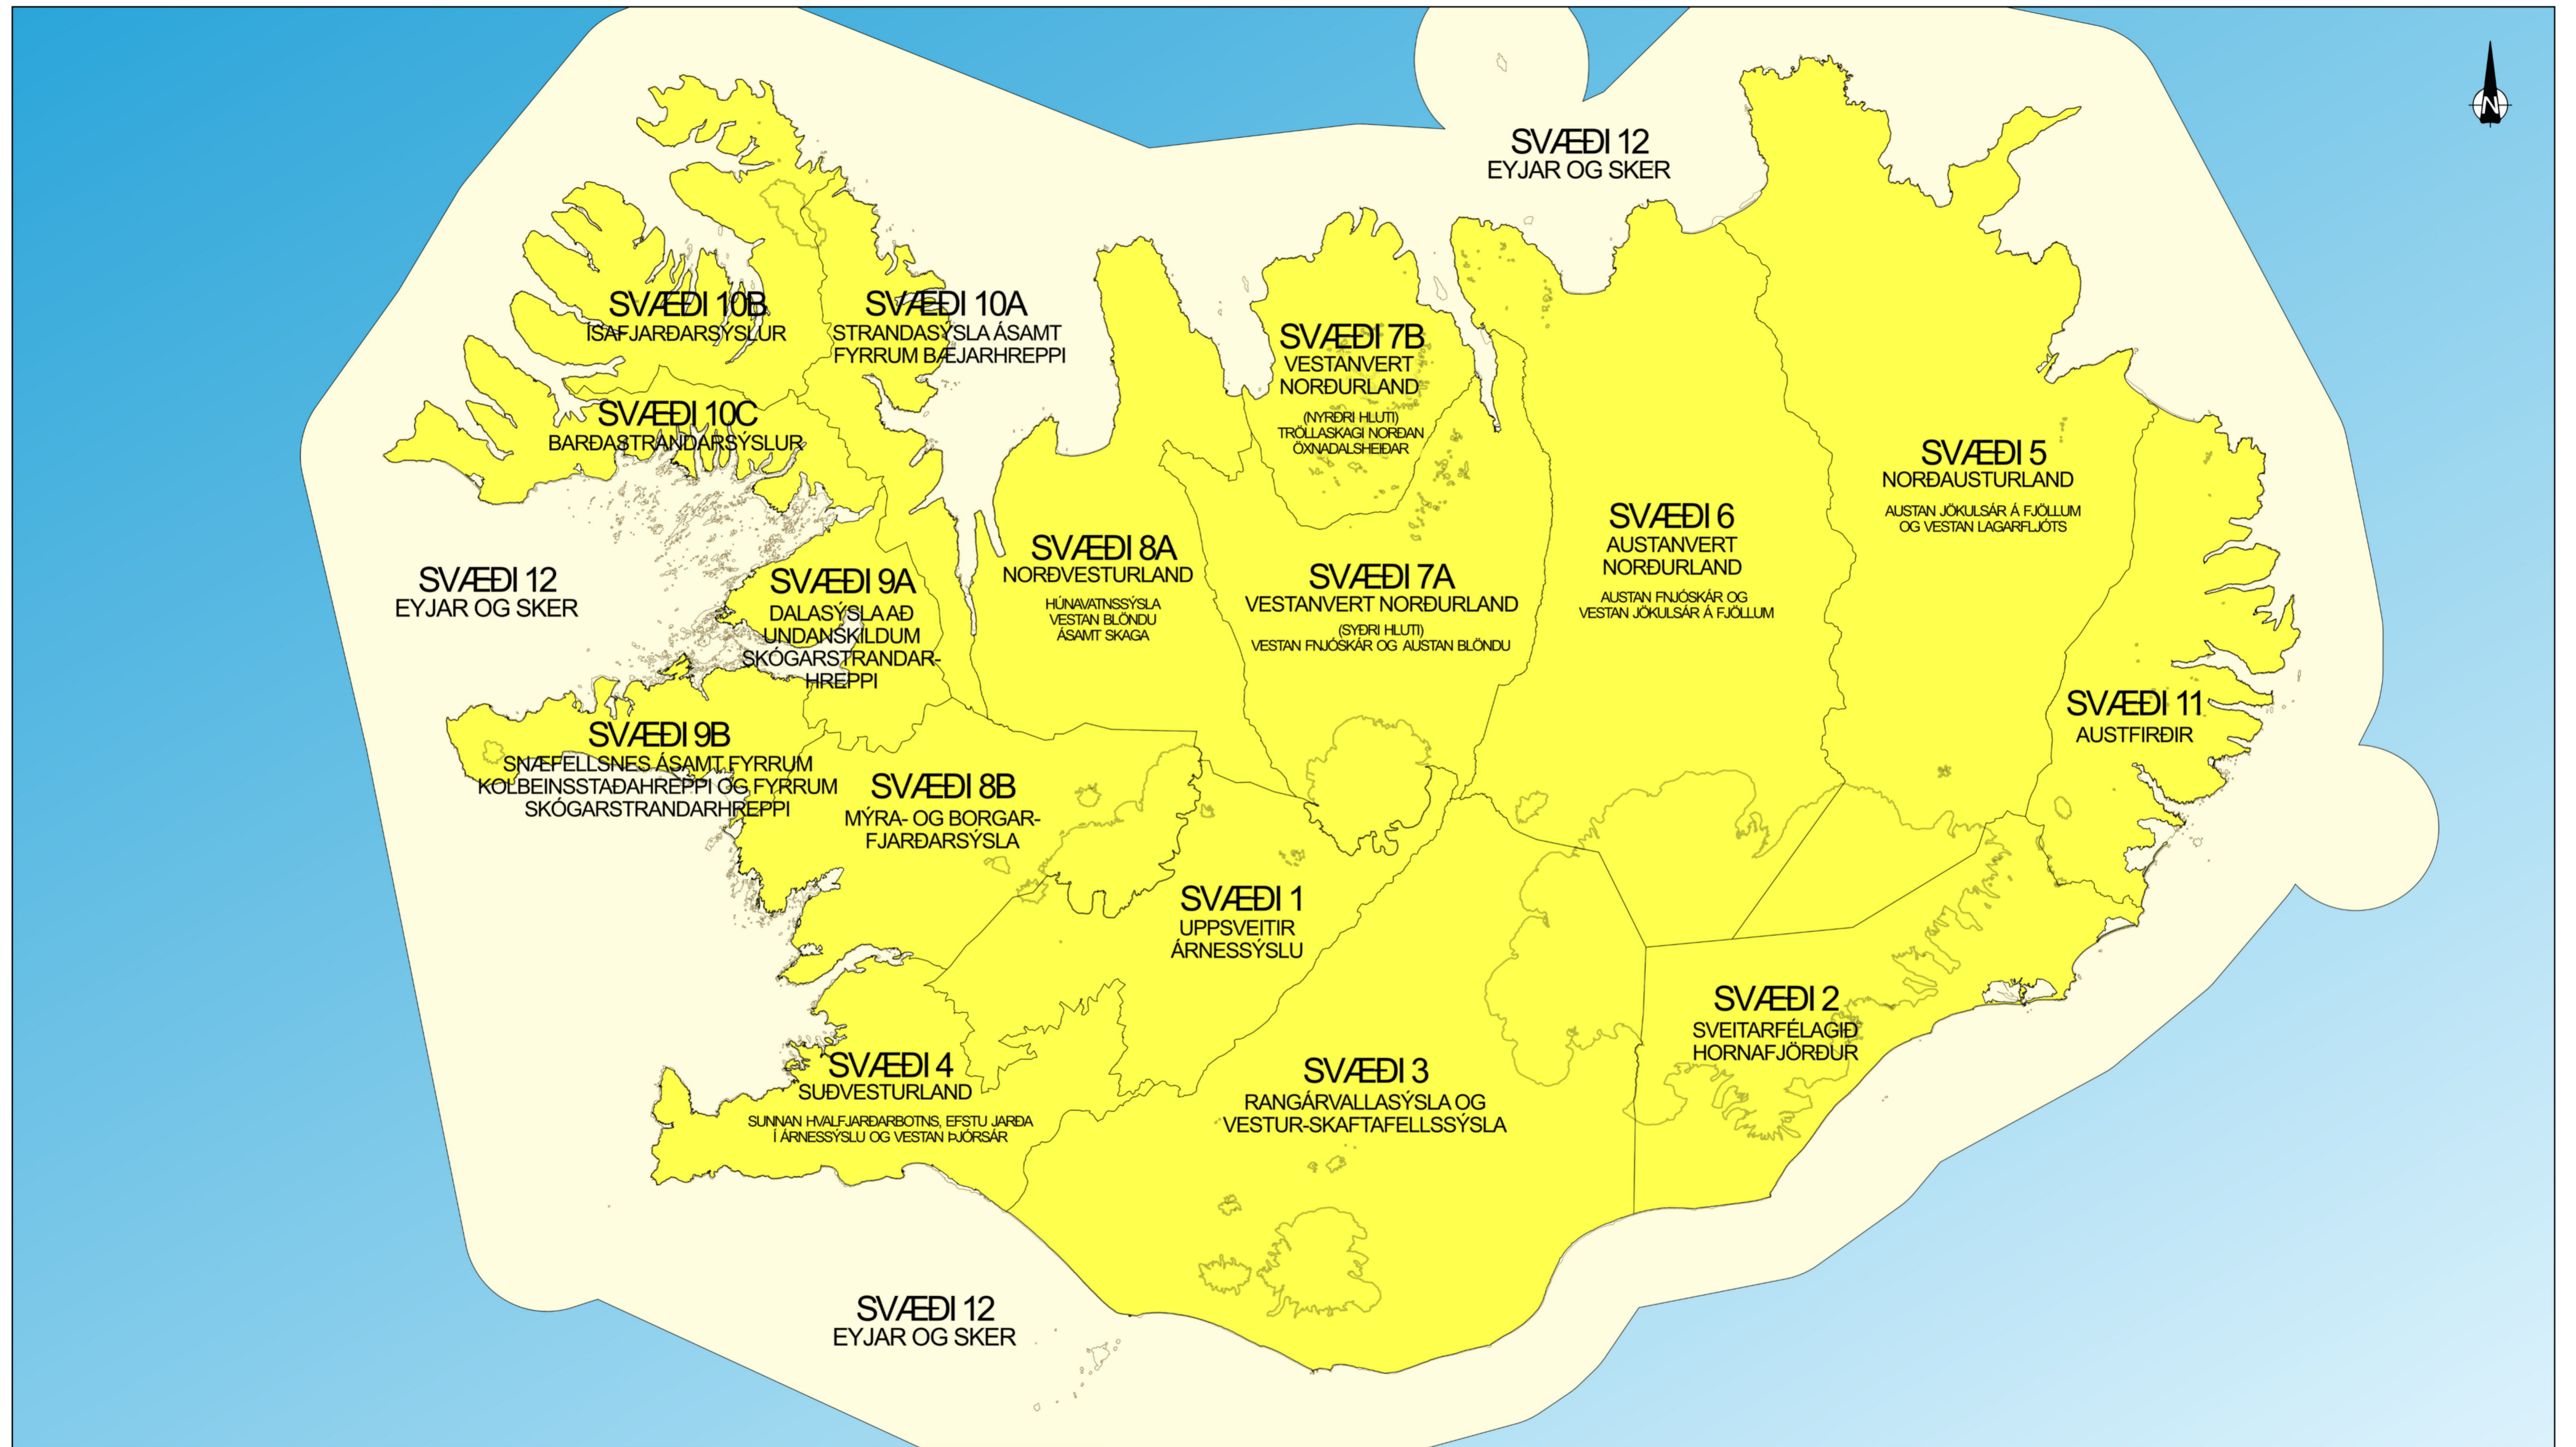 N
SVÆÐI 12
EYJAR OG SKER
SVÆÐI 10B
ÍSAFJARÐARSÝSLUR
SVÆÐI 10A
STRANDASÝSLA ÁSAMT
FYRRUM BÆJARHREPPI
SVÆÐI 7B
VESTANVERT
NORÐURLAND
(NYRÐRI HLUTI)
TRÖLLASKAGI NORÐAN
ÖXNADALSHEIÐAR
SVÆÐI 10C
BARÐASTRANDARSÝSLUR
SVÆÐI 5
NORÐAUSTURLAND
AUSTAN JÖKULSÁR Á FJÖLLUM
OG VESTAN LAGARFLJÓTS
SVÆÐI 6
AUSTANVERT
NORÐURLAND
AUSTAN FNJÓSKÁR OG
VESTAN JÖKULSÁR Á FJÖLLUM
SVÆÐI 8A
NORÐVESTURLAND
HÚNAVATNSSÝSLA
VESTAN BLÖNDU
ÁSAMT SKAGA
SVÆÐI 7A
VESTANVERT NORÐURLAND
(SYÐRI HLUTI)
VESTAN FNJÓSKÁR OG AUSTAN BLÖNDU
SVÆÐI 12
EYJAR OG SKER
SVÆÐI 9A
DALASÝSLA AÐ
UNDANSKILDUM
SKÓGARSTRANDAR-
HREPPI
SVÆÐI 11
AUSTFIRÐIR
SVÆÐI 9B
SNÆFELLSNES ÁSAMT FYRRUM
KOLBEINSSTAÐAHREPPI OG FYRRUM
SKÓGARSTRANDARHREPPI
SVÆÐI 8B
MÝRA- OG BORGAR-
FJARÐARSÝSLA
SVÆÐI 1
UPPSVEITIR
ÁRNESSÝSLU
SVÆÐI 2
SVEITARFÉLAGIÐ
HORNAFJÖRÐUR
SVÆÐI 4
SUÐVESTURLAND
SUNNAN HVALFJARÐARBOTNS, EFSTU JARÐA
Í ÁRNESSÝSLU OG VESTAN ÞJÓRSÁR
SVÆÐI 3
RANGÁRVALLASÝSLA OG
VESTUR-SKAFTAFELLSSÝSLA
SVÆÐI 12
EYJAR OG SKER